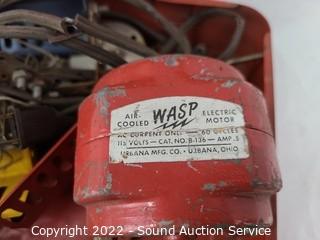 AIR-COOLED WASP ELECTRIC MOTOR
AC CURRENT ONLY 60 CYCLES
115 VOLTS - CAT. NO. B-136 - AMP .5
URBANA MFG. CO. - URBANA, OHIO
Copyright 2022 - Sound Auction Service